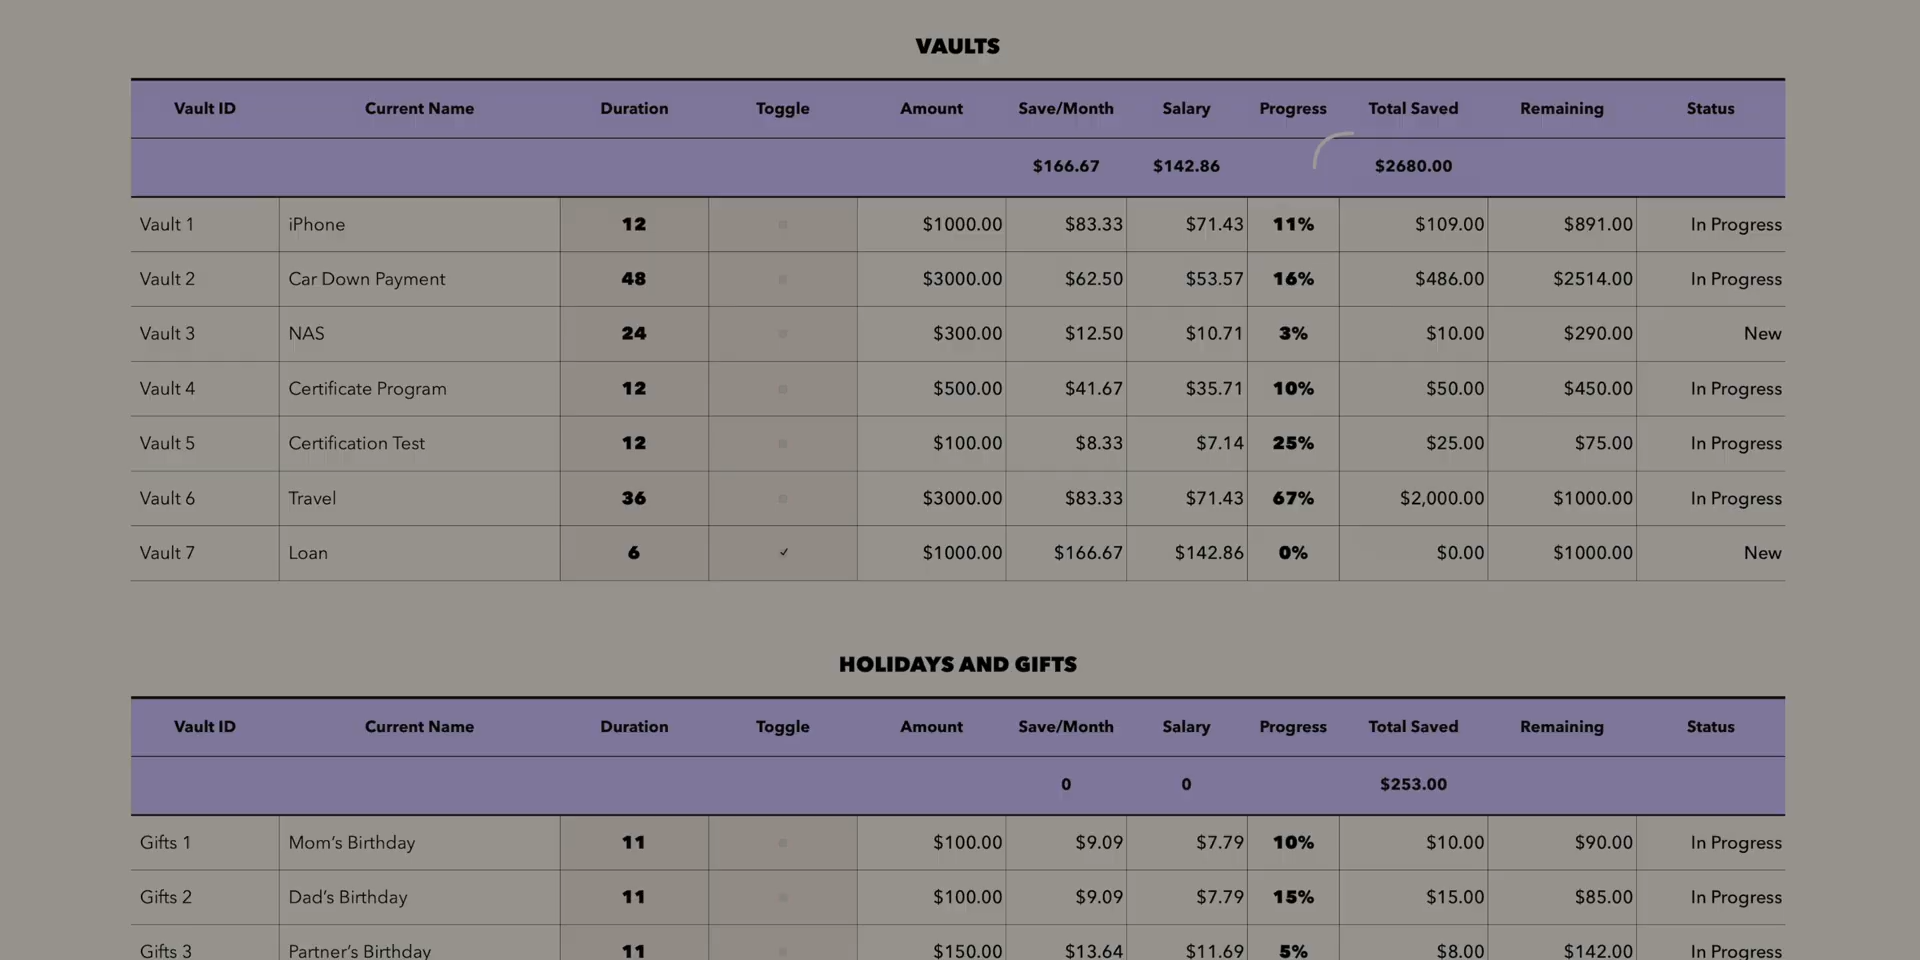 VAULTS
Vault ID Current Name Duration Toggle Amount Save/Month Salary Progress Total Saved Remaining Status
$166.67 $142.86 $2680.00
Vault 1 iPhone 12 $1000.00 $83.33 $71.43 11% $109.00 $891.00 In Progress
Vault 2 Car Down Payment 48 $3000.00 $62.50 $53.57 16% $486.00 $2514.00 In Progress
Vault 3 NAS 24 $300.00 $12.50 $10.71 3% $10.00 $290.00 New
Vault 4 Certificate Program 12 $500.00 $41.67 $35.71 10% $50.00 $450.00 In Progress
Vault 5 Certification Test 12 $100.00 $8.33 $7.14 25% $25.00 $75.00 In Progress
Vault 6 Travel 36 $3000.00 $83.33 $71.43 67% $2,000.00 $1000.00 In Progress
Vault 7 Loan 6 ✓ $1000.00 $166.67 $142.86 0% $0.00 $1000.00 New
HOLIDAYS AND GIFTS
Vault ID Current Name Duration Toggle Amount Save/Month Salary Progress Total Saved Remaining Status
0 0 $253.00
Gifts 1 Mom's Birthday 11 $100.00 $9.09 $7.79 10% $10.00 $90.00 In Progress
Gifts 2 Dad's Birthday 11 $100.00 $9.09 $7.79 15% $15.00 $85.00 In Progress
Gifts 3 Partner's Birthday 11 $150.00 $13.64 $11.69 5% $8.00 $142.00 In Progress